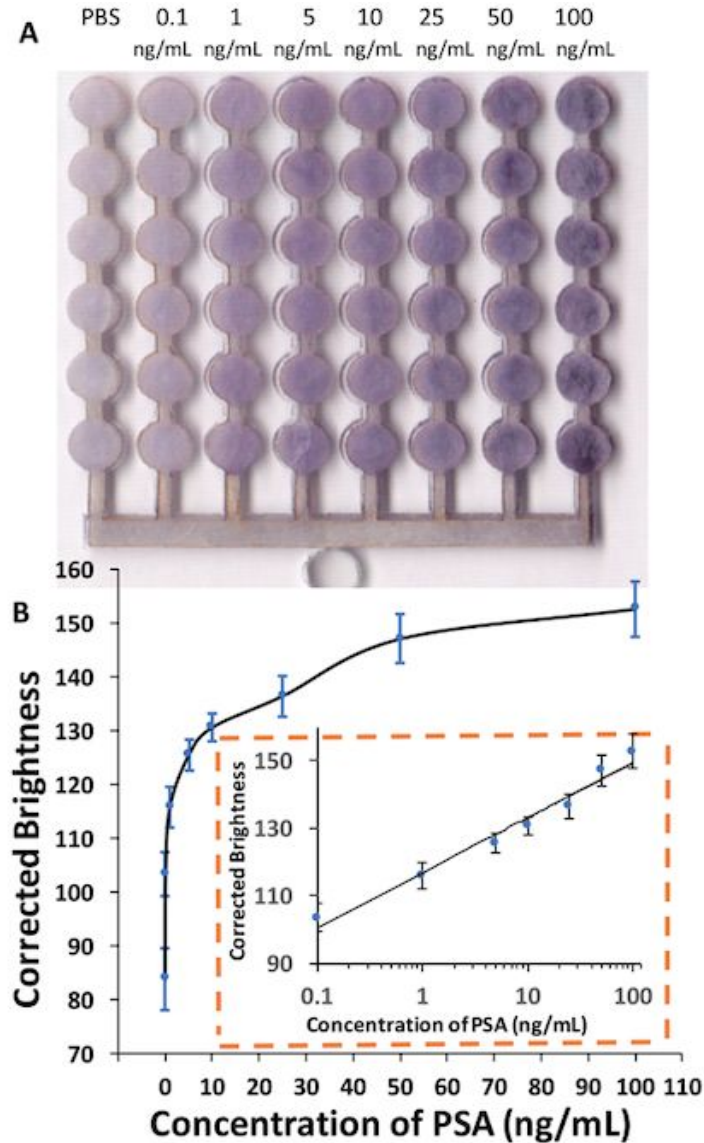 A
PBS 0.1 1 5 10 25 50 100
ng/mL ng/mL ng/mL ng/mL ng/mL ng/mL ng/mL
B
160
150
140
130
120
110
100
90
80
70
Corrected Brightness
0 10 20 30 40 50 60 70 80 90 100 110
Concentration of PSA (ng/mL)
150
130
110
90
Corrected Brightness
0.1 1 10 100
Concentration of PSA (ng/mL)